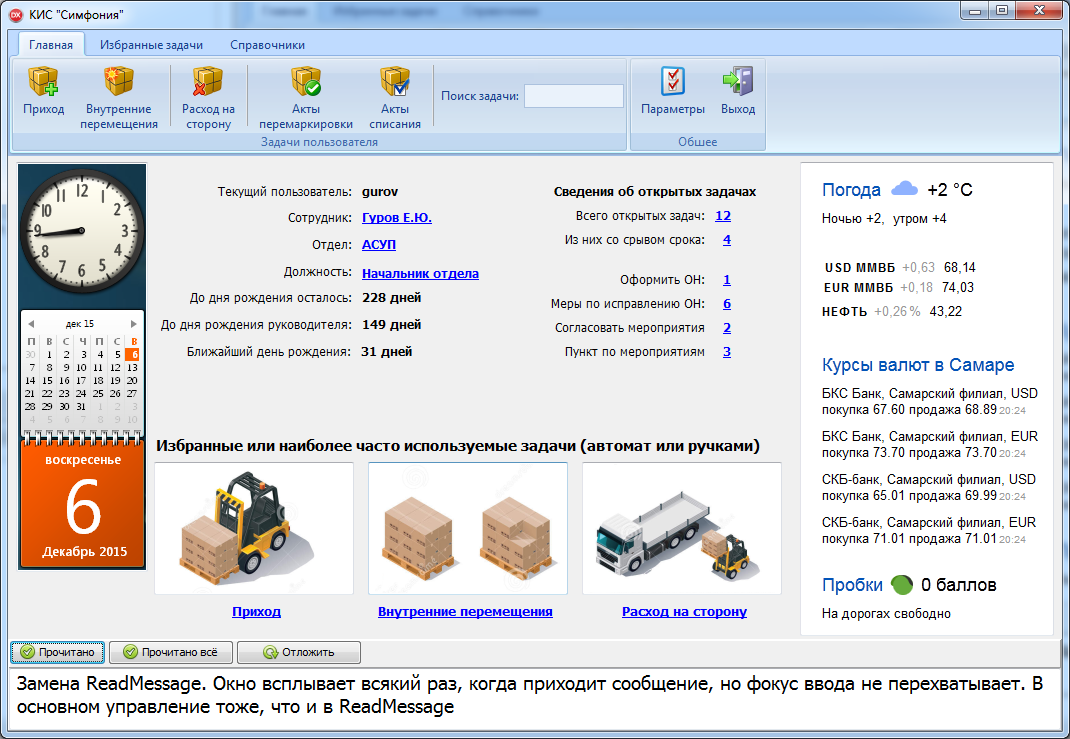 КИС "Симфония"
Главная Избранные задачи Справочники
Приход
Внутренние
перемещения
Расход на
сторону
Акты
перемаркировки
Акты
списания
Поиск задачи:
Параметры
Выход
Задачи пользователя
Общее
12
1
2
3
4
5
6
7
8
9
10
11
дек 15
П В С Ч П С В
30 1 2 3 4 5 6
7 8 9 10 11 12 13
14 15 16 17 18 19 20
21 22 23 24 25 26 27
28 29 30 31 1 2 3
4 5 6 7 8 9 10
воскресенье
6
Декабрь 2015
Текущий пользователь: gurov
Сотрудник: Гуров Е.Ю.
Отдел: АСУП
Должность: Начальник отдела
До дня рождения осталось: 228 дней
До дня рождения руководителя: 149 дней
Ближайший день рождения: 31 дней
Сведения об открытых задачах
Всего открытых задач: 12
Из них со срывом срока: 4
Оформить ОН: 1
Меры по исправлению ОН: 6
Согласовать мероприятия 2
Пункт по мероприятиям 3
Избранные или наиболее часто используемые задачи (автомат или ручками)
Приход
Внутренние перемещения
Расход на сторону
Погода +2 °C
Ночью +2, утром +4
USD ММВБ +0,63 68,14
EUR ММВБ +0,18 74,03
НЕФТЬ +0,26% 43,22
Курсы валют в Самаре
БКС Банк, Самарский филиал, USD
покупка 67.60 продажа 68.89 20:24
БКС Банк, Самарский филиал, EUR
покупка 73.70 продажа 73.70 20:24
СКБ-банк, Самарский филиал, USD
покупка 65.01 продажа 69.99 20:24
СКБ-банк, Самарский филиал, EUR
покупка 71.01 продажа 71.01 20:24
Пробки 0 баллов
На дорогах свободно
Прочитано Прочитано всё Отложить
Замена ReadMessage. Окно всплывает всякий раз, когда приходит сообщение, но фокус ввода не перехватывает. В
основном управление тоже, что и в ReadMessage